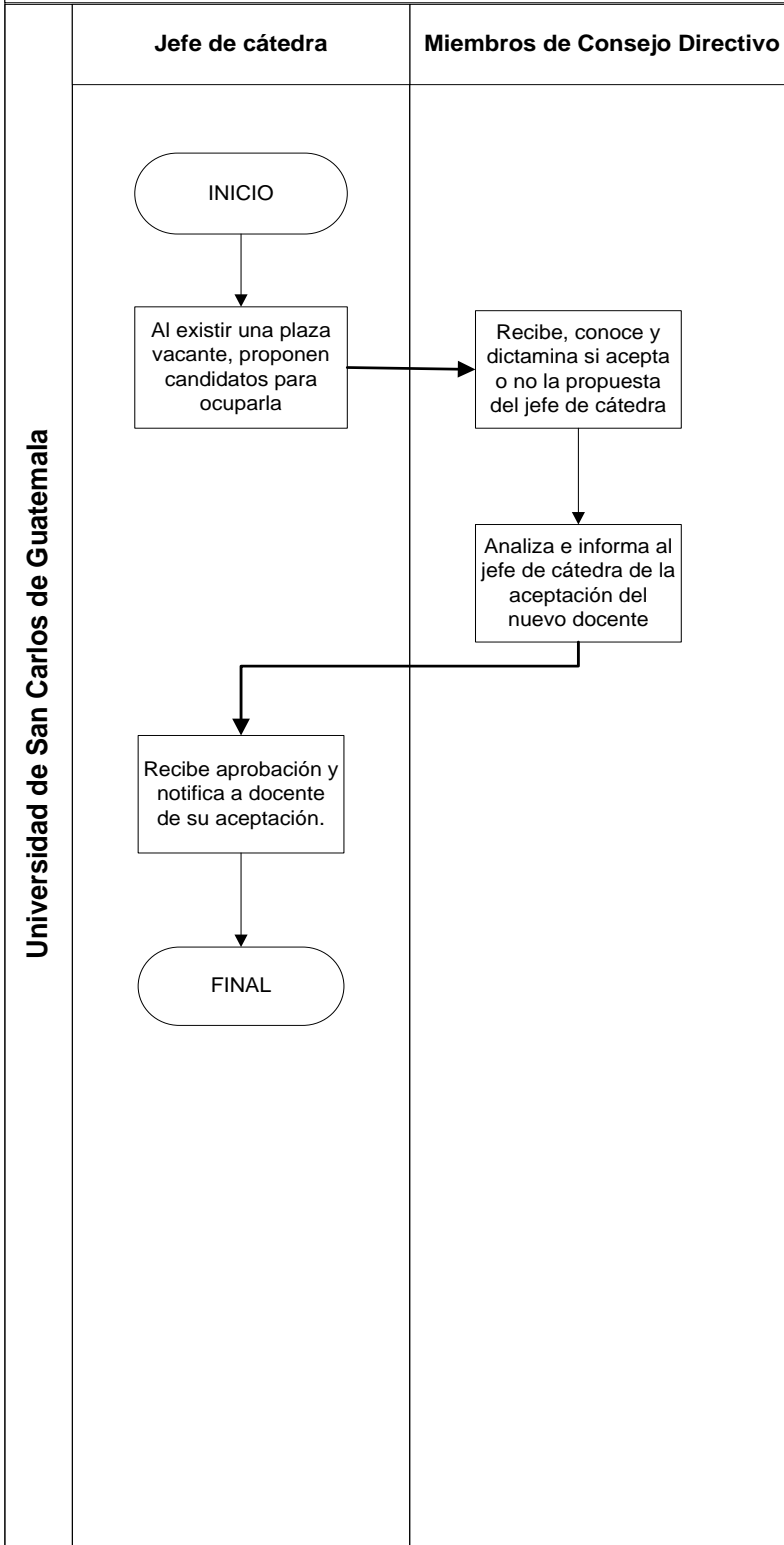 Jefe de cátedra
Miembros de Consejo Directivo
Universidad de San Carlos de Guatemala
INICIO
Al existir una plaza
vacante, proponen
candidatos para
ocuparla
Recibe, conoce y
dictamina si acepta
o no la propuesta
del jefe de cátedra
Analiza e informa al
jefe de cátedra de la
aceptación del
nuevo docente
Recibe aprobación y
notifica a docente
de su aceptación.
FINAL